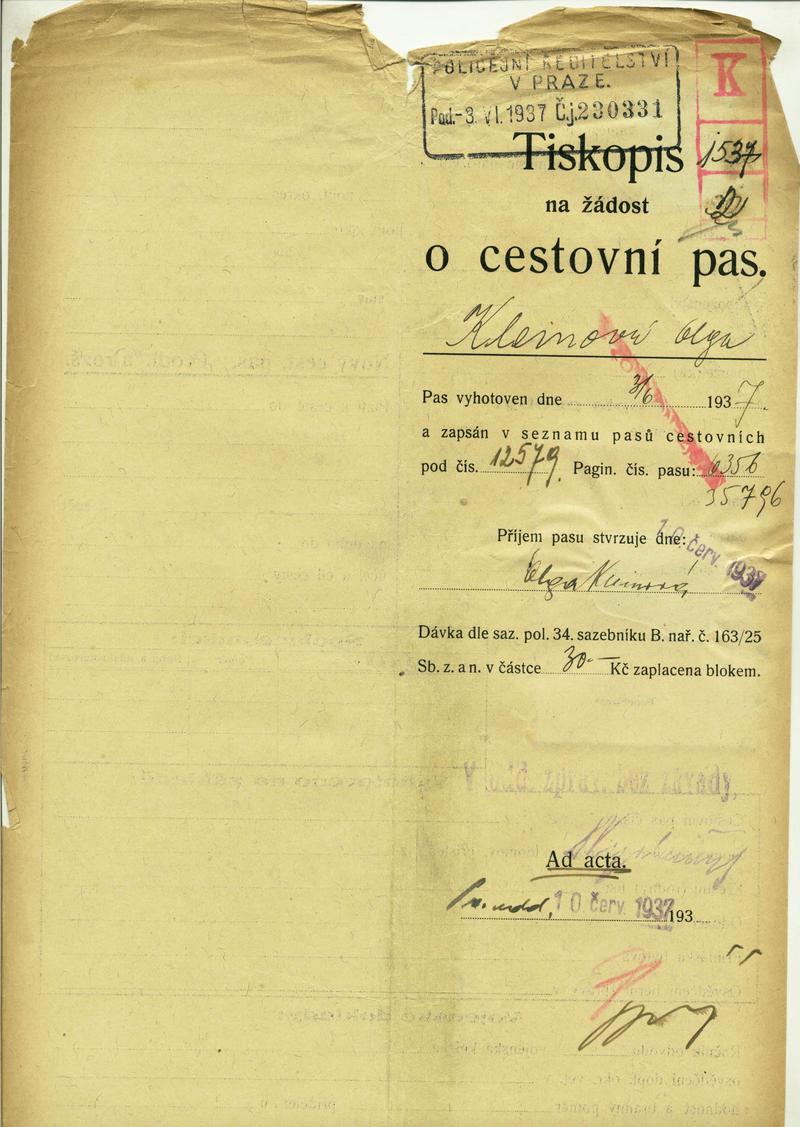 POLICEJNÍ ŘEDITELSTVÍ
V PRAZE.
Pod.-3. VI. 1937 Čj.230331
K
Tiskopis
1537
na žádost
o cestovní pas.
Kleinová Olga
Pas vyhotoven dne 3/6 1937.
a zapsán v seznamu pasů cestovních
pod čís. 12579. Pagin. čís. pasu: 6356
35796
Příjem pasu stvrzuje dne: 10. červ. 1937
Olga Kleinová
Dávka dle saz. pol. 34. sazebníku B. nař. č. 163/25
Sb. z. a n. v částce 30.- Kč zaplacena blokem.
Ad acta.
10. červ. 1937 193